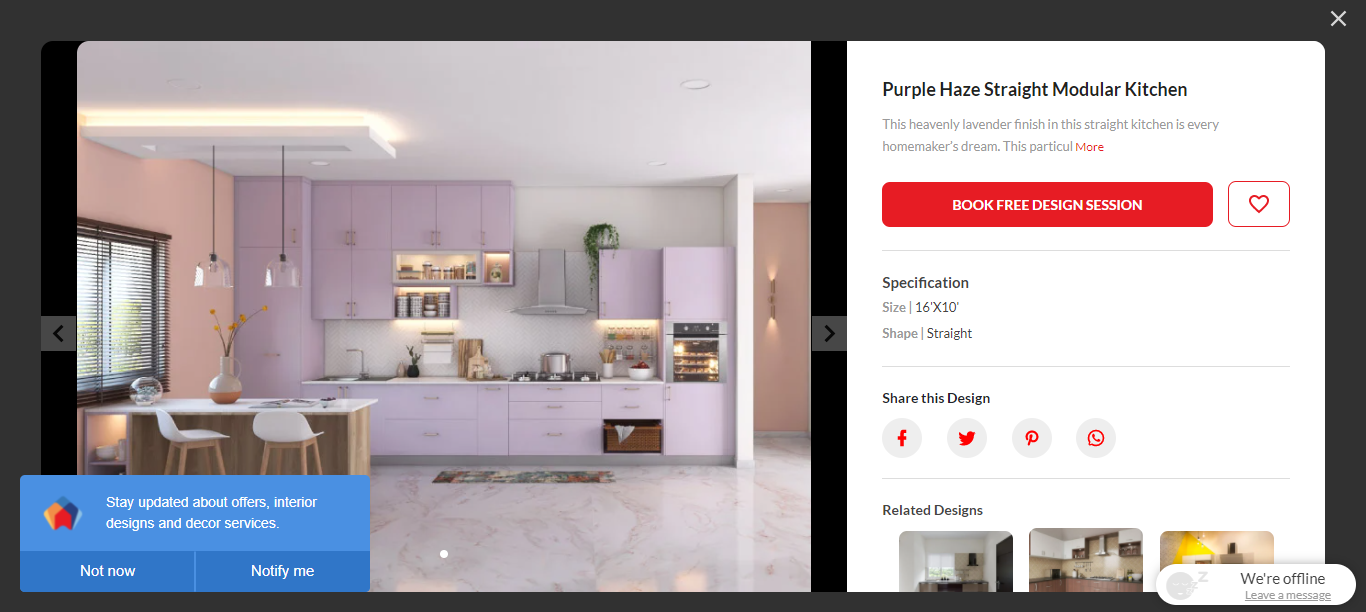 Purple Haze Straight Modular Kitchen
This heavenly lavender finish in this straight kitchen is every
homemaker's dream. This particul More
BOOK FREE DESIGN SESSION
Specification
Size | 16'X10'
Shape | Straight
Share this Design
Related Designs
Stay updated about offers, interior
designs and decor services.
Not now
Notify me
We're offline
Leave a message